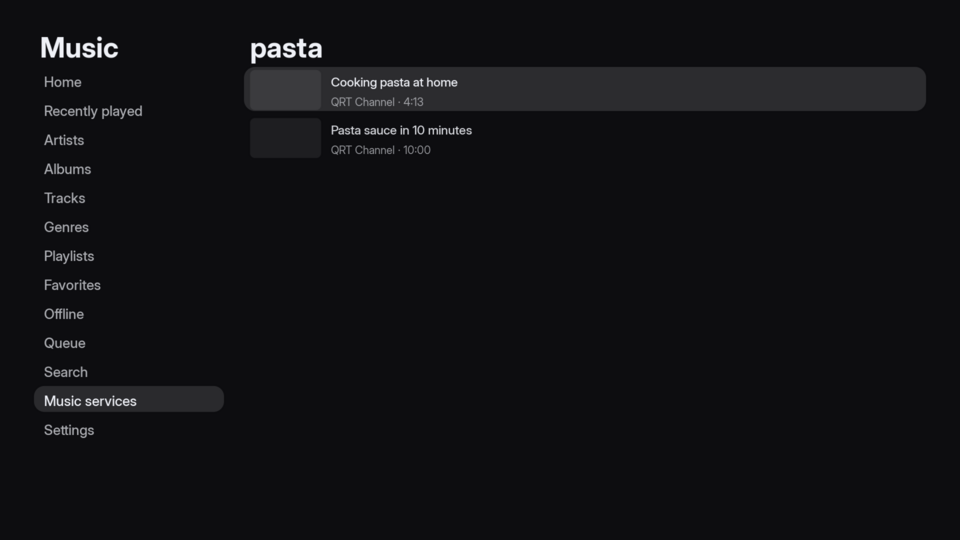 Music
Home
Recently played
Artists
Albums
Tracks
Genres
Playlists
Favorites
Offline
Queue
Search
Music services
Settings
pasta
Cooking pasta at home
QRT Channel · 4:13
Pasta sauce in 10 minutes
QRT Channel · 10:00